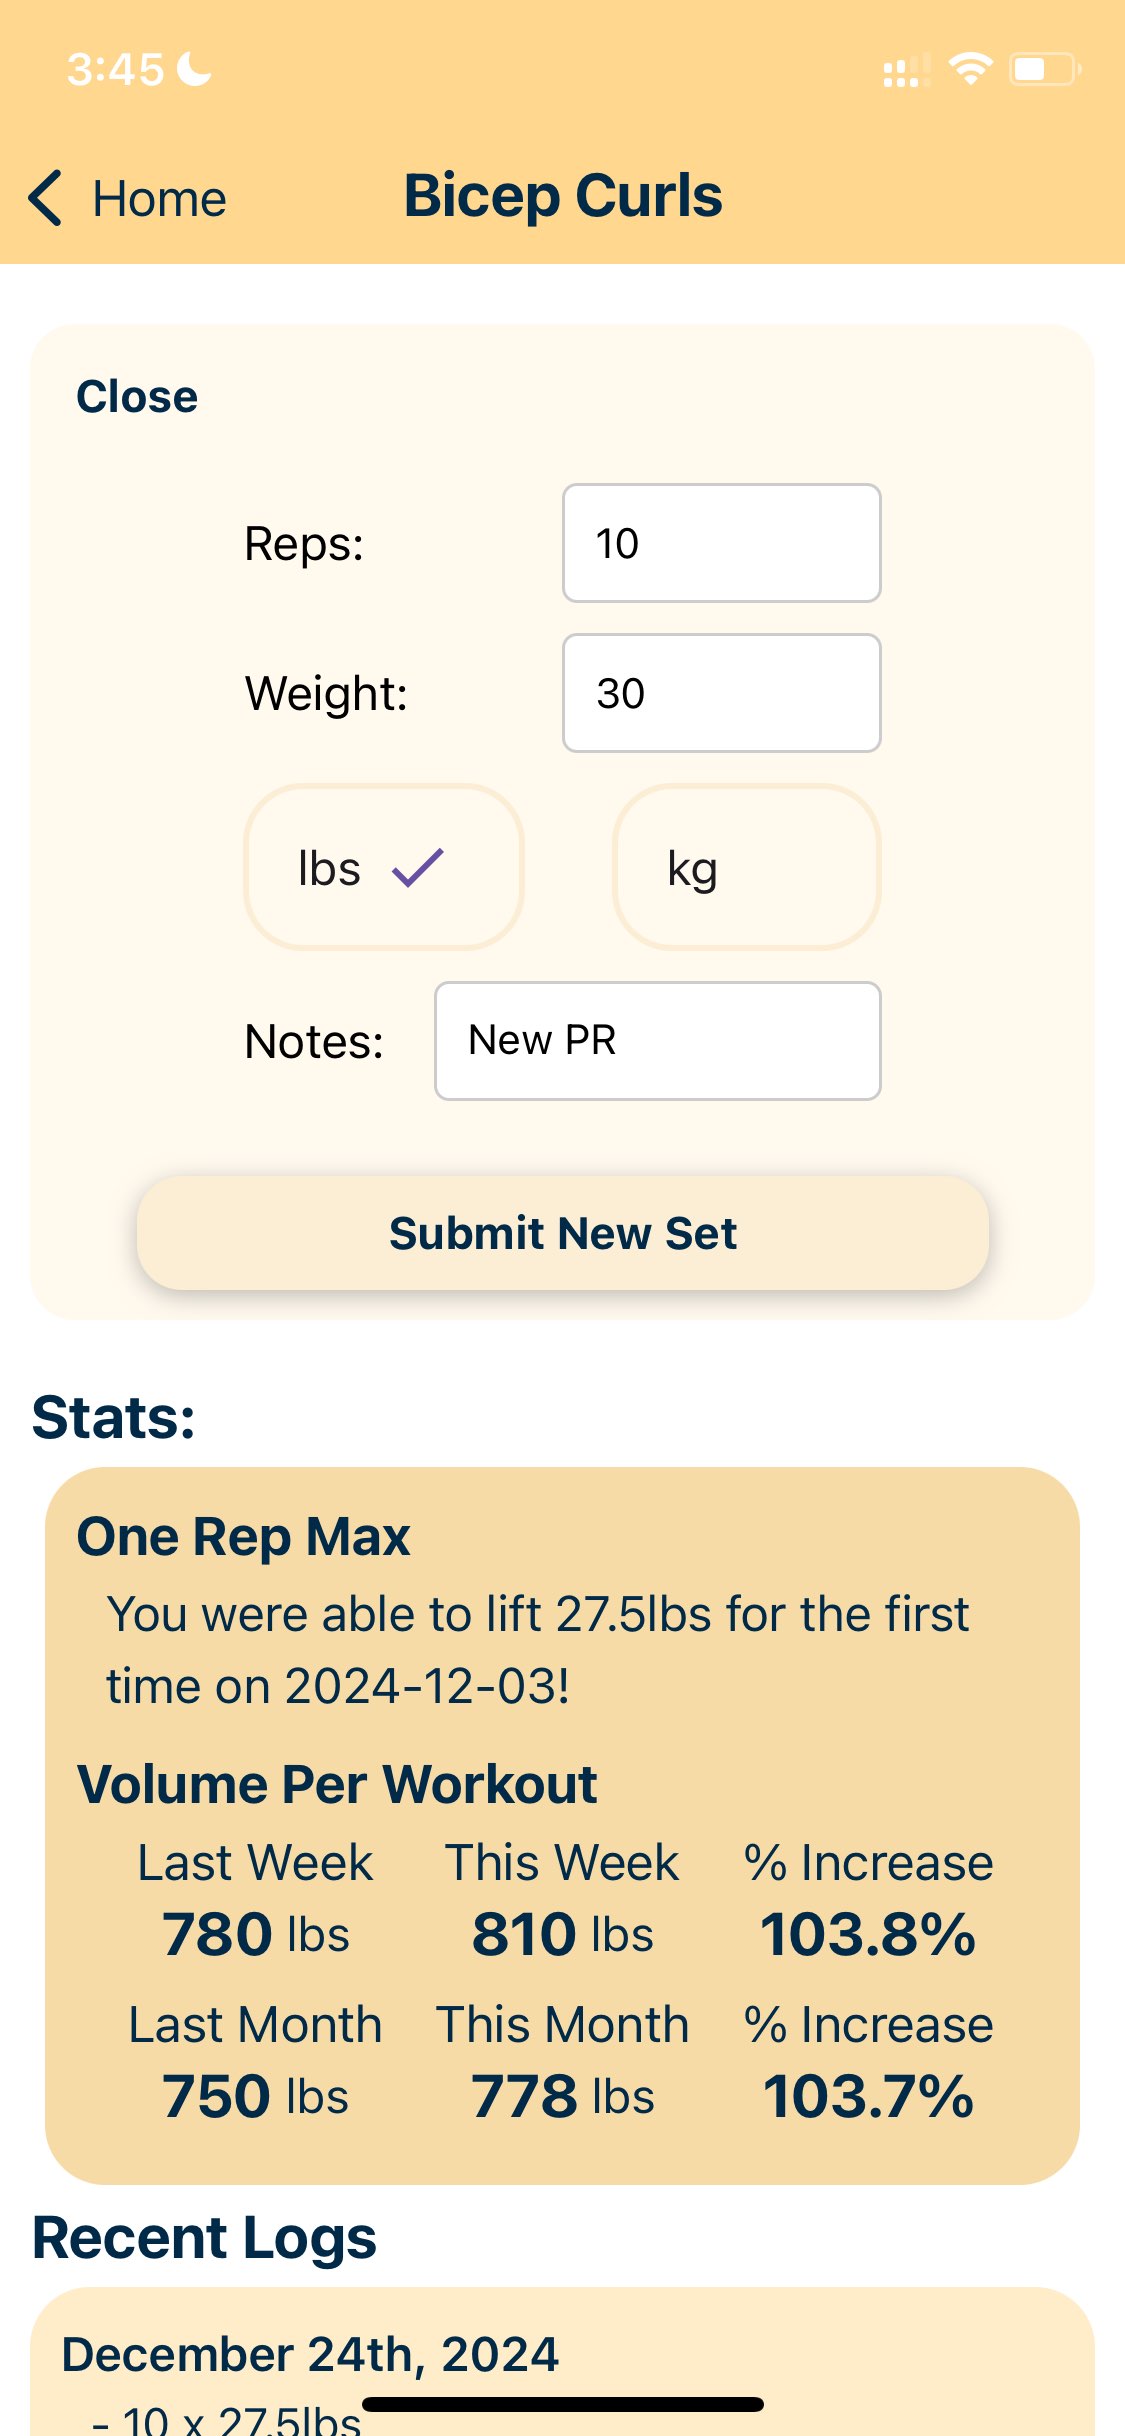 3:45
Home
Bicep Curls
Close
Reps: 10
Weight: 30
lbs kg
Notes: New PR
Submit New Set
Stats:
One Rep Max
You were able to lift 27.5lbs for the first
time on 2024-12-03!
Volume Per Workout
Last Week This Week % Increase
780 lbs 810 lbs 103.8%
Last Month This Month % Increase
750 lbs 778 lbs 103.7%
Recent Logs
December 24th, 2024
- 10 x 27.5lbs